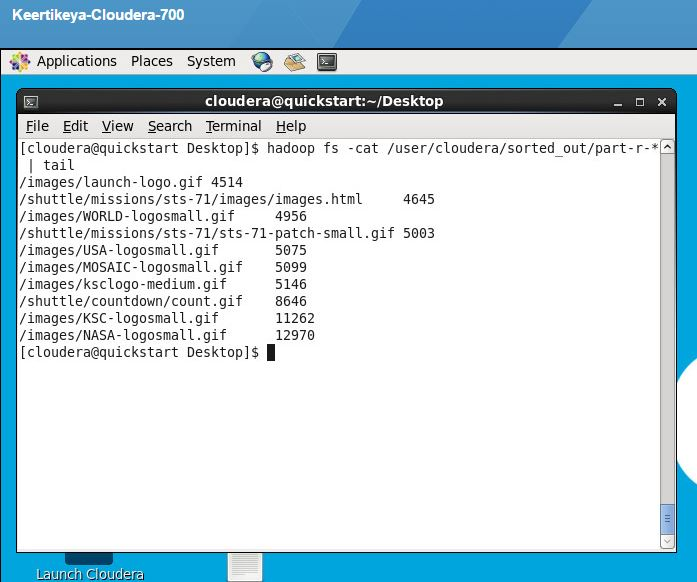 Keertikeya-Cloudera-700
Applications Places System
cloudera@quickstart:~/Desktop
File Edit View Search Terminal Help
[cloudera@quickstart Desktop]$ hadoop fs -cat /user/cloudera/sorted_out/part-r-*
 | tail
/images/launch-logo.gif 4514
/shuttle/missions/sts-71/images/images.html     4645
/images/WORLD-logosmall.gif     4956
/shuttle/missions/sts-71/sts-71-patch-small.gif 5003
/images/USA-logosmall.gif       5075
/images/MOSAIC-logosmall.gif    5099
/images/ksclogo-medium.gif      5146
/shuttle/countdown/count.gif    8646
/images/KSC-logosmall.gif       11262
/images/NASA-logosmall.gif      12970
[cloudera@quickstart Desktop]$
Launch Cloudera